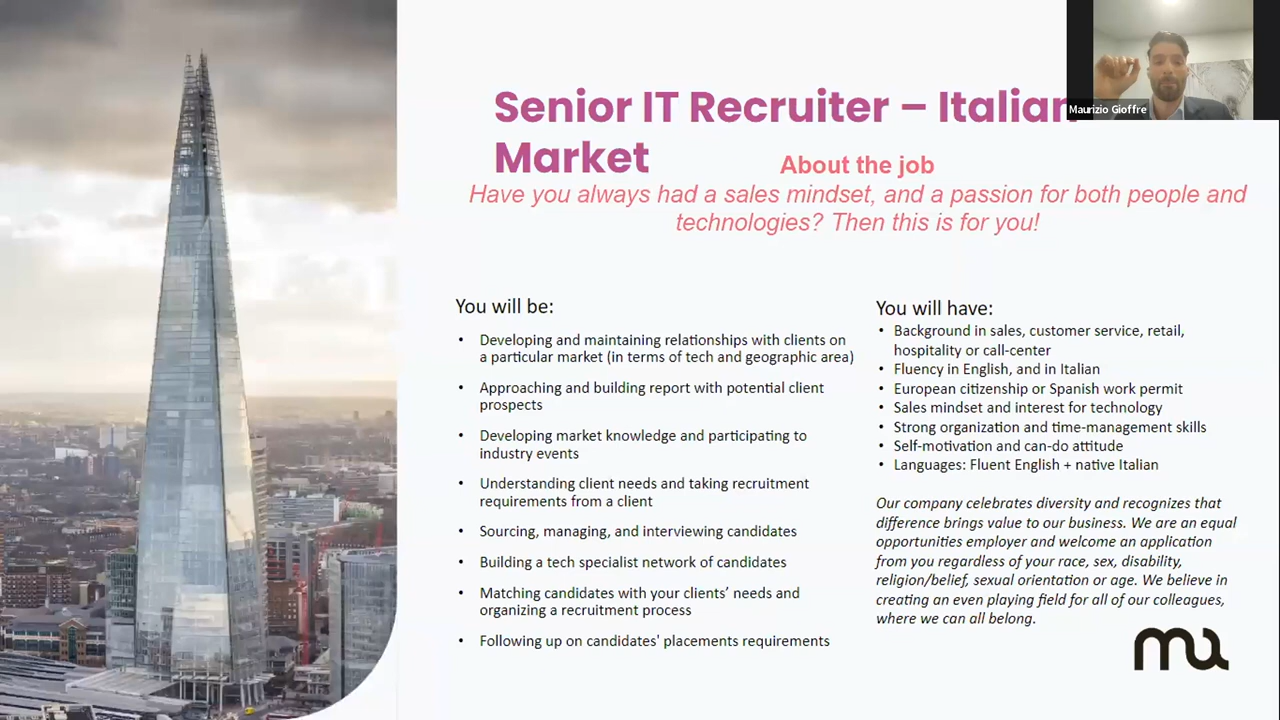 Senior IT Recruiter – Italian
Market
About the job
Have you always had a sales mindset, and a passion for both people and
technologies? Then this is for you!
Maurizio Gioffre
You will be:
• Developing and maintaining relationships with clients on
a particular market (in terms of tech and geographic area)
• Approaching and building report with potential client
prospects
• Developing market knowledge and participating to
industry events
• Understanding client needs and taking recruitment
requirements from a client
• Sourcing, managing, and interviewing candidates
• Building a tech specialist network of candidates
• Matching candidates with your clients’ needs and
organizing a recruitment process
• Following up on candidates' placements requirements
You will have:
• Background in sales, customer service, retail,
hospitality or call-center
• Fluency in English, and in Italian
• European citizenship or Spanish work permit
• Sales mindset and interest for technology
• Strong organization and time-management skills
• Self-motivation and can-do attitude
• Languages: Fluent English + native Italian
Our company celebrates diversity and recognizes that
difference brings value to our business. We are an equal
opportunities employer and welcome an application
from you regardless of your race, sex, disability,
religion/belief, sexual orientation or age. We believe in
creating an even playing field for all of our colleagues,
where we can all belong.
ma